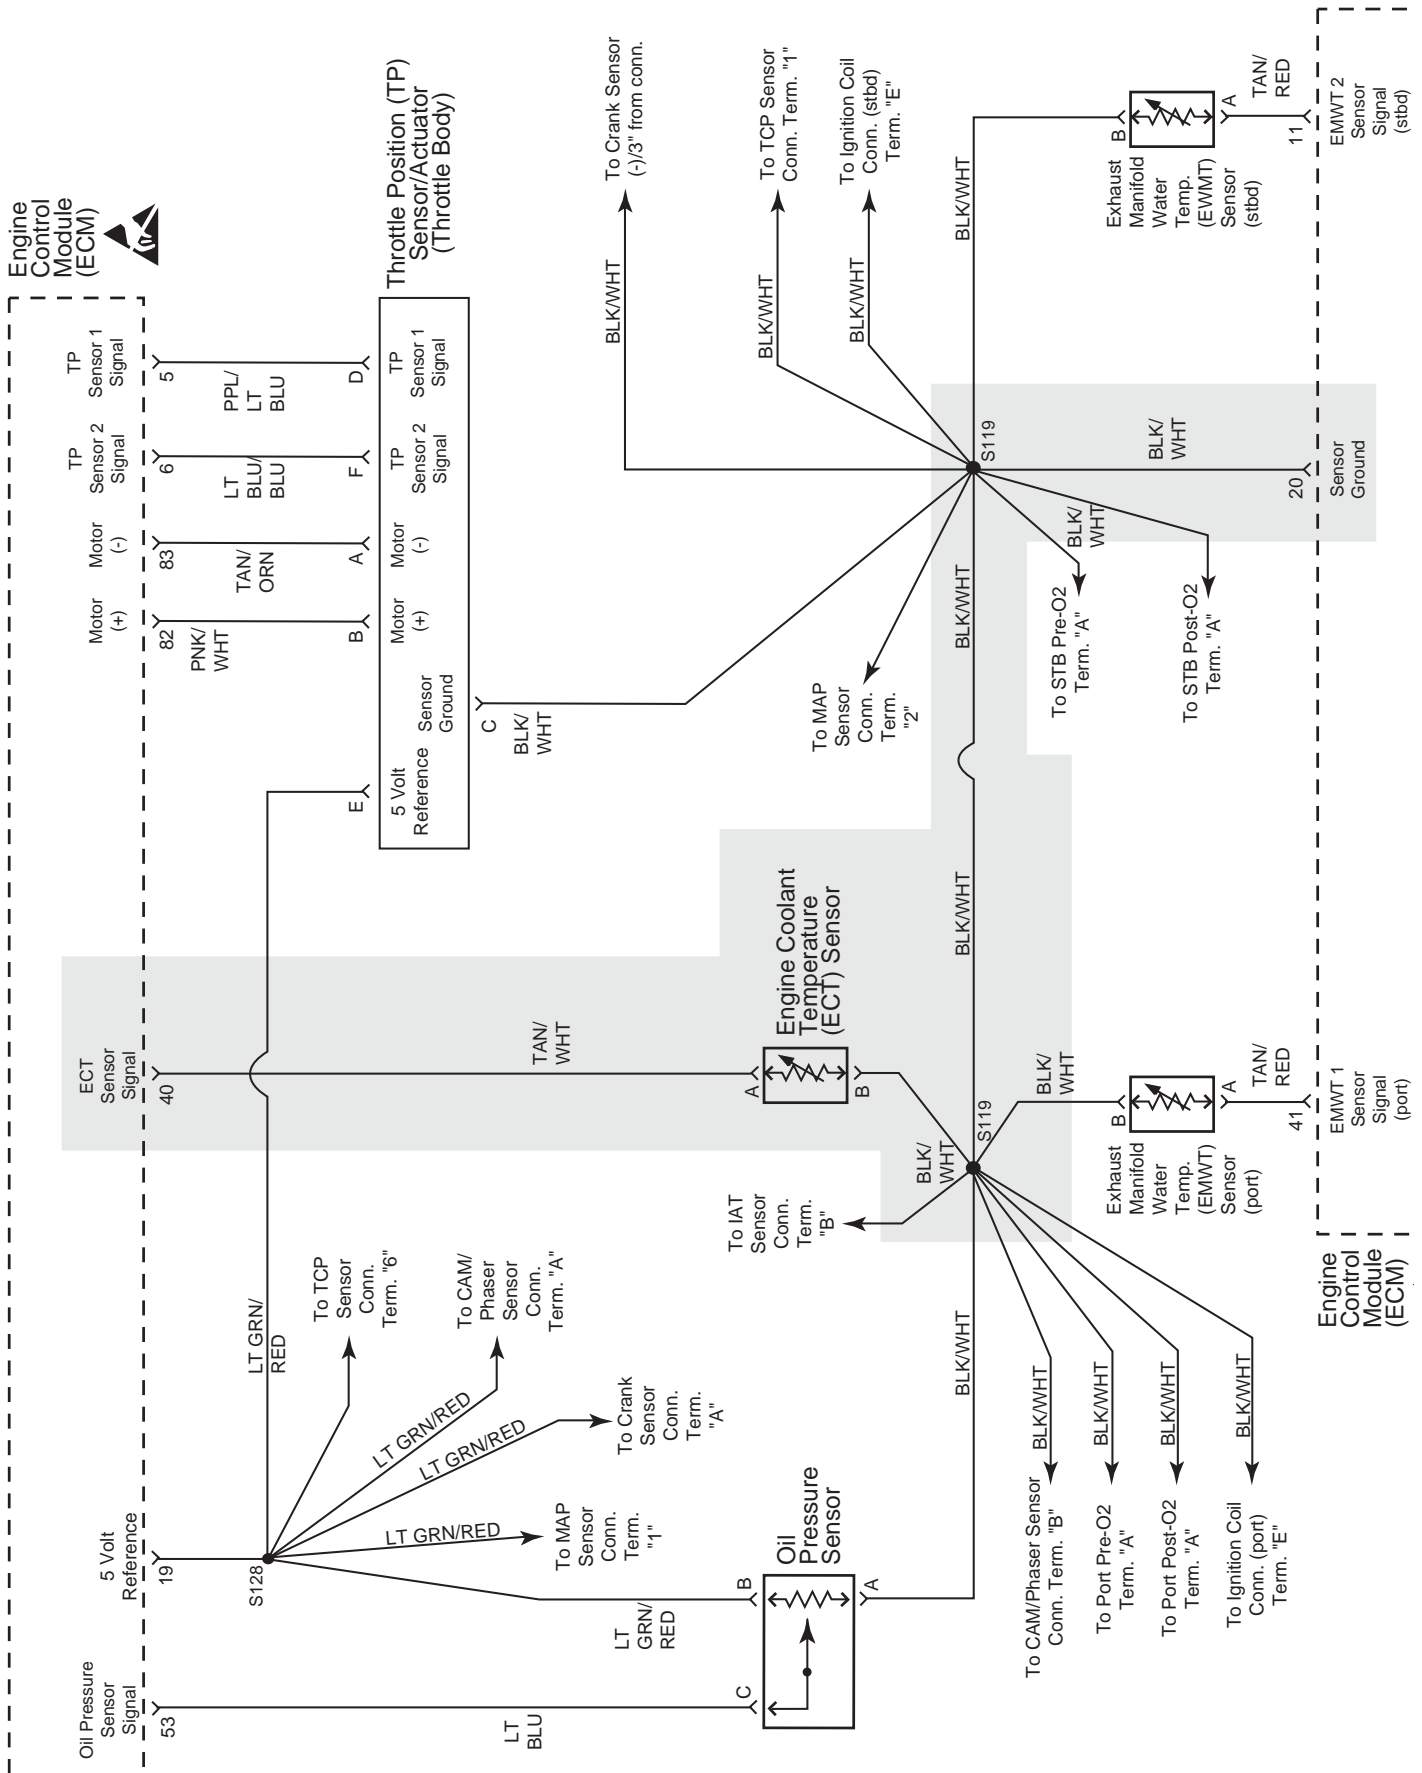 Engine
Control
Module
(ECM)
Oil Pressure
Sensor
Signal
53
5 Volt
Reference
19
ECT
Sensor
Signal
40
Motor
(+)
82
Motor
(-)
83
TP
Sensor 2
Signal
6
TP
Sensor 1
Signal
5
PNK/
WHT
TAN/
ORN
LT
BLU/
BLU
PPL/
LT
BLU
S128
LT GRN/
RED
E
B
A
F
D
Throttle Position (TP)
Sensor/Actuator
(Throttle Body)
5 Volt
Reference
Sensor
Ground
Motor
(+)
Motor
(-)
TP
Sensor 2
Signal
TP
Sensor 1
Signal
C
BLK/
WHT
To TCP
Sensor
Conn.
Term. "6"
LT GRN/RED
To CAM/
Phaser
Sensor
Conn.
Term. "A"
LT GRN/RED
To Crank
Sensor
Conn.
Term.
"A"
LT GRN/RED
To MAP
Sensor
Conn.
Term.
"1"
LT
GRN/
RED
LT
BLU
TAN/
WHT
C
B
Oil
Pressure
Sensor
A
A
Engine Coolant
Temperature
(ECT) Sensor
B
To IAT
Sensor
Conn.
Term.
"B"
BLK/
WHT
S119
BLK/
WHT
BLK/WHT
BLK/WHT
BLK/WHT
BLK/WHT
To MAP
Sensor
Conn.
Term.
"2"
BLK/WHT
To Crank Sensor
(-)/3" from conn.
BLK/WHT
To TCP Sensor
Conn. Term. "1"
BLK/WHT
To Ignition Coil
Conn. (stbd)
Term. "E"
S119
BLK/
WHT
To STB Pre-O2
Term. "A"
To STB Post-O2
Term. "A"
BLK/
WHT
BLK/WHT
To CAM/Phaser Sensor
Conn. Term. "B"
BLK/WHT
To Port Pre-O2
Term. "A"
BLK/WHT
To Port Post-O2
Term. "A"
BLK/WHT
To Ignition Coil
Conn. (port)
Term. "E"
B
Exhaust
Manifold
Water
Temp.
(EMWT)
Sensor
(port)
A
TAN/
RED
41
B
Exhaust
Manifold
Water
Temp.
(EWMT)
Sensor
(stbd)
A
TAN/
RED
11
20
EMWT 1
Sensor
Signal
(port)
Sensor
Ground
EMWT 2
Sensor
Signal
(stbd)
Engine
Control
Module
(ECM)